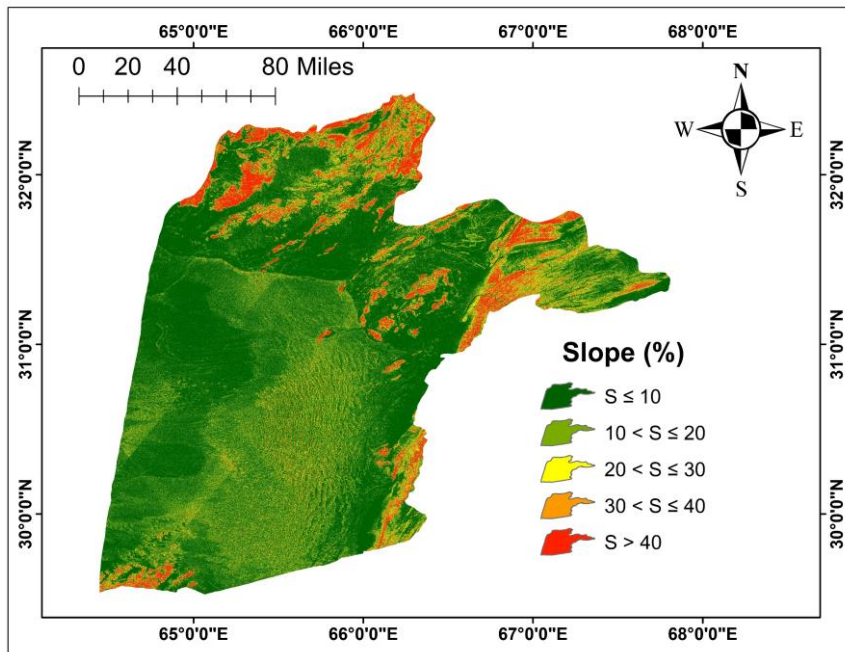 65°0'0"E 66°0'0"E 67°0'0"E 68°0'0"E
0 20 40 80 Miles
N
W E
S
32°0'0"N 32°0'0"N
31°0'0"N 31°0'0"N
30°0'0"N 30°0'0"N
Slope (%)
S ≤ 10
10 < S ≤ 20
20 < S ≤ 30
30 < S ≤ 40
S > 40
65°0'0"E 66°0'0"E 67°0'0"E 68°0'0"E